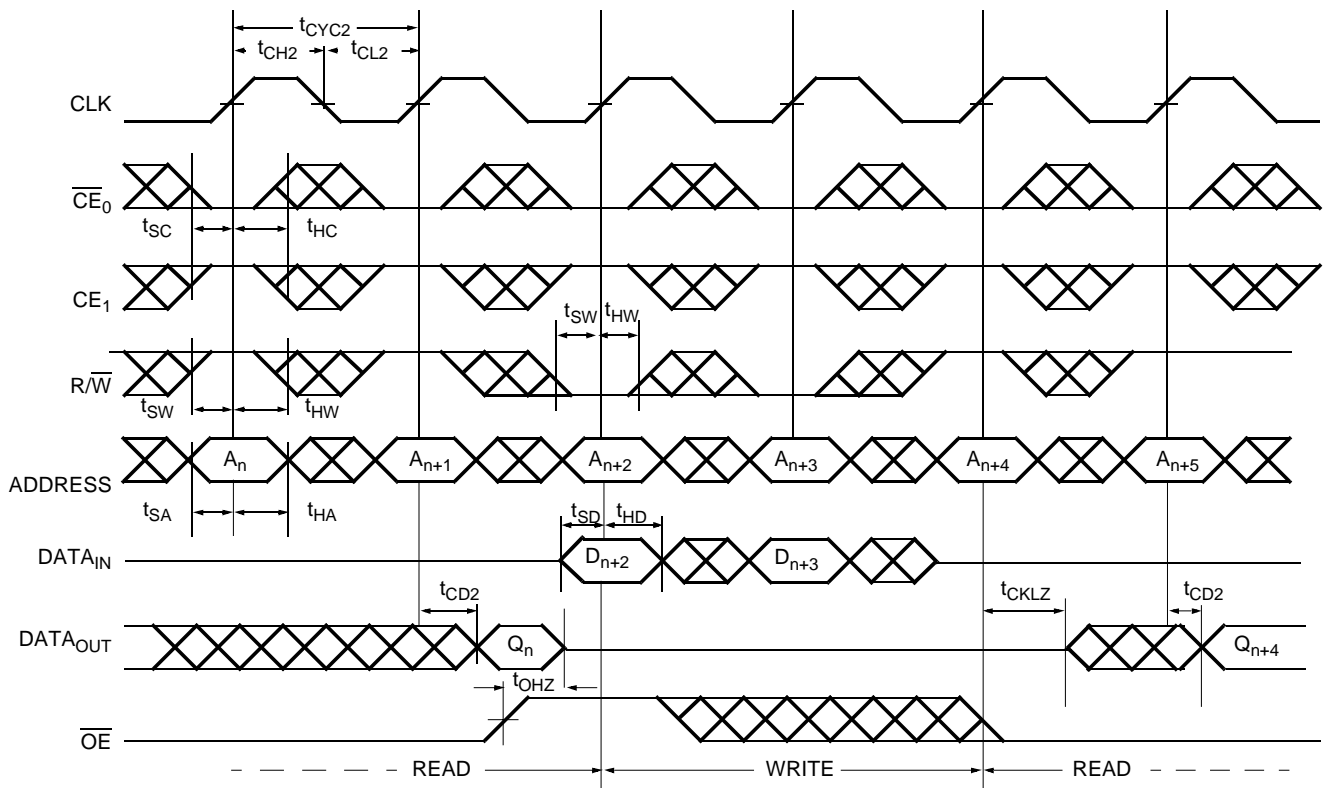 tCYC2
tCH2 tCL2
CLK
CE0
tSC tHC
CE1
tSW tHW
R/W
tSW tHW
An An+1 An+2 An+3 An+4 An+5
ADDRESS
tSA tHA
tSD tHD
DATAIN Dn+2 Dn+3
tCD2 tCKLZ tCD2
DATAOUT Qn Qn+4
tOHZ
OE
READ WRITE READ